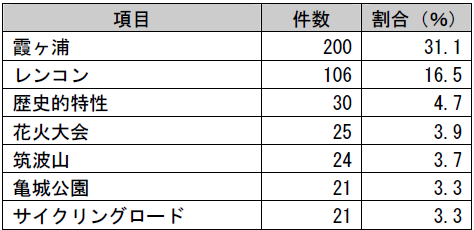 項目 件数 割合（％）
霞ヶ浦 200 31.1
レンコン 106 16.5
歴史的特性 30 4.7
花火大会 25 3.9
筑波山 24 3.7
亀城公園 21 3.3
サイクリングロード 21 3.3